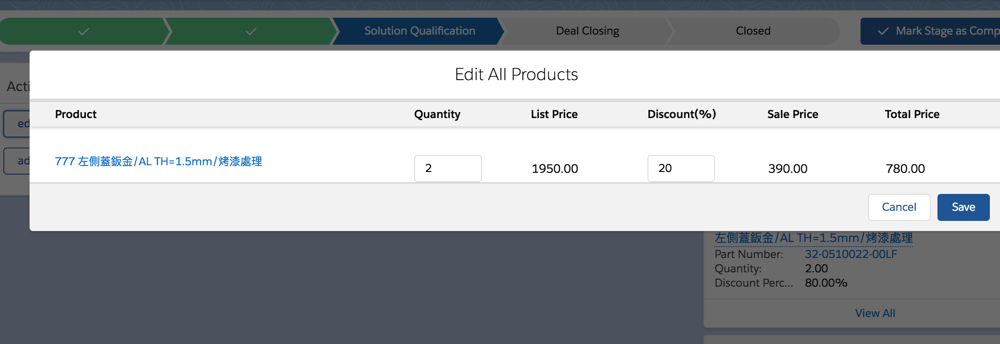 Solution Qualification
Deal Closing
Closed
Mark Stage as Comp
Acti
Edit All Products
Product Quantity List Price Discount(%) Sale Price Total Price
ed
777 左側蓋鈑金/AL TH=1.5mm/烤漆處理 2 1950.00 20 390.00 780.00
ad
Cancel Save
左側蓋鈑金/AL TH=1.5mm/烤漆處理
Part Number: 32-0510022-00LF
Quantity: 2.00
Discount Perc... 80.00%
View All